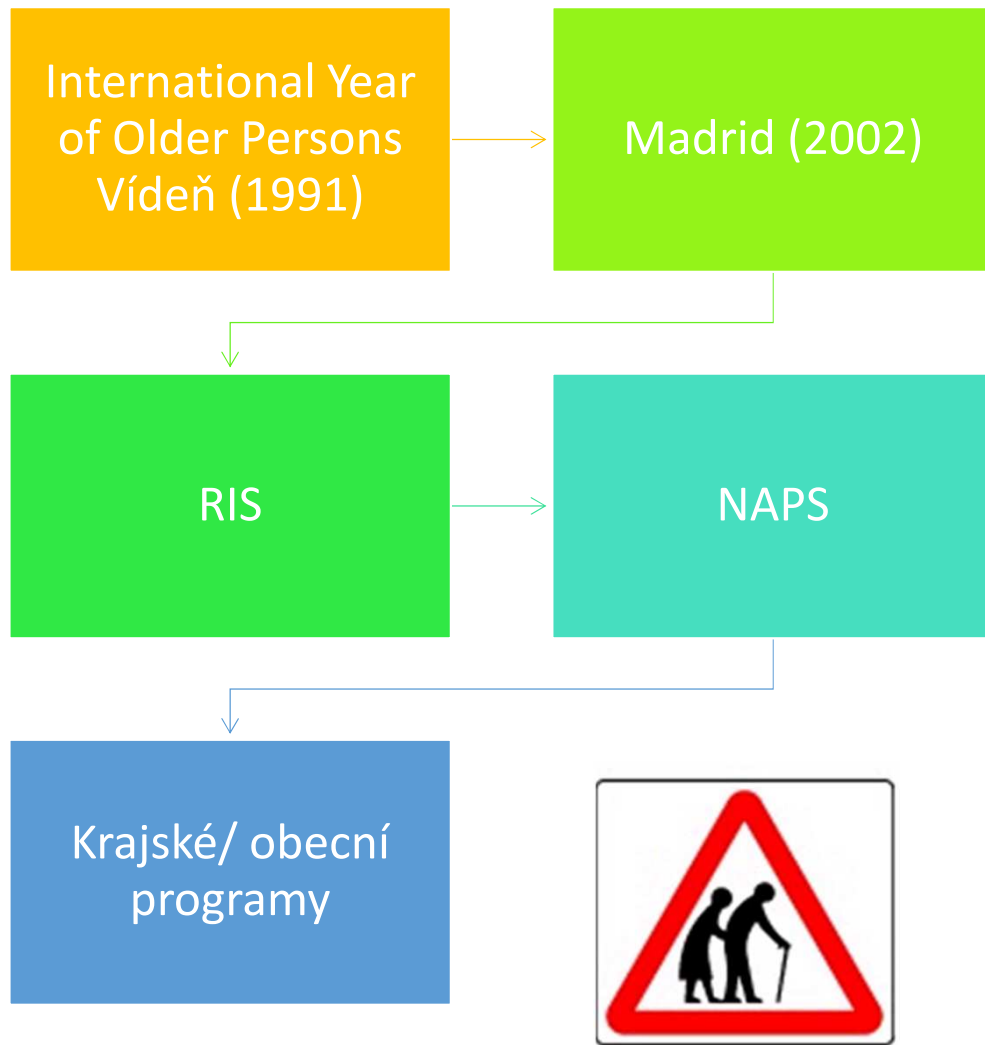 International Year
of Older Persons
Vídeň (1991)
Madrid (2002)
RIS
NAPS
Krajské/ obecní
programy